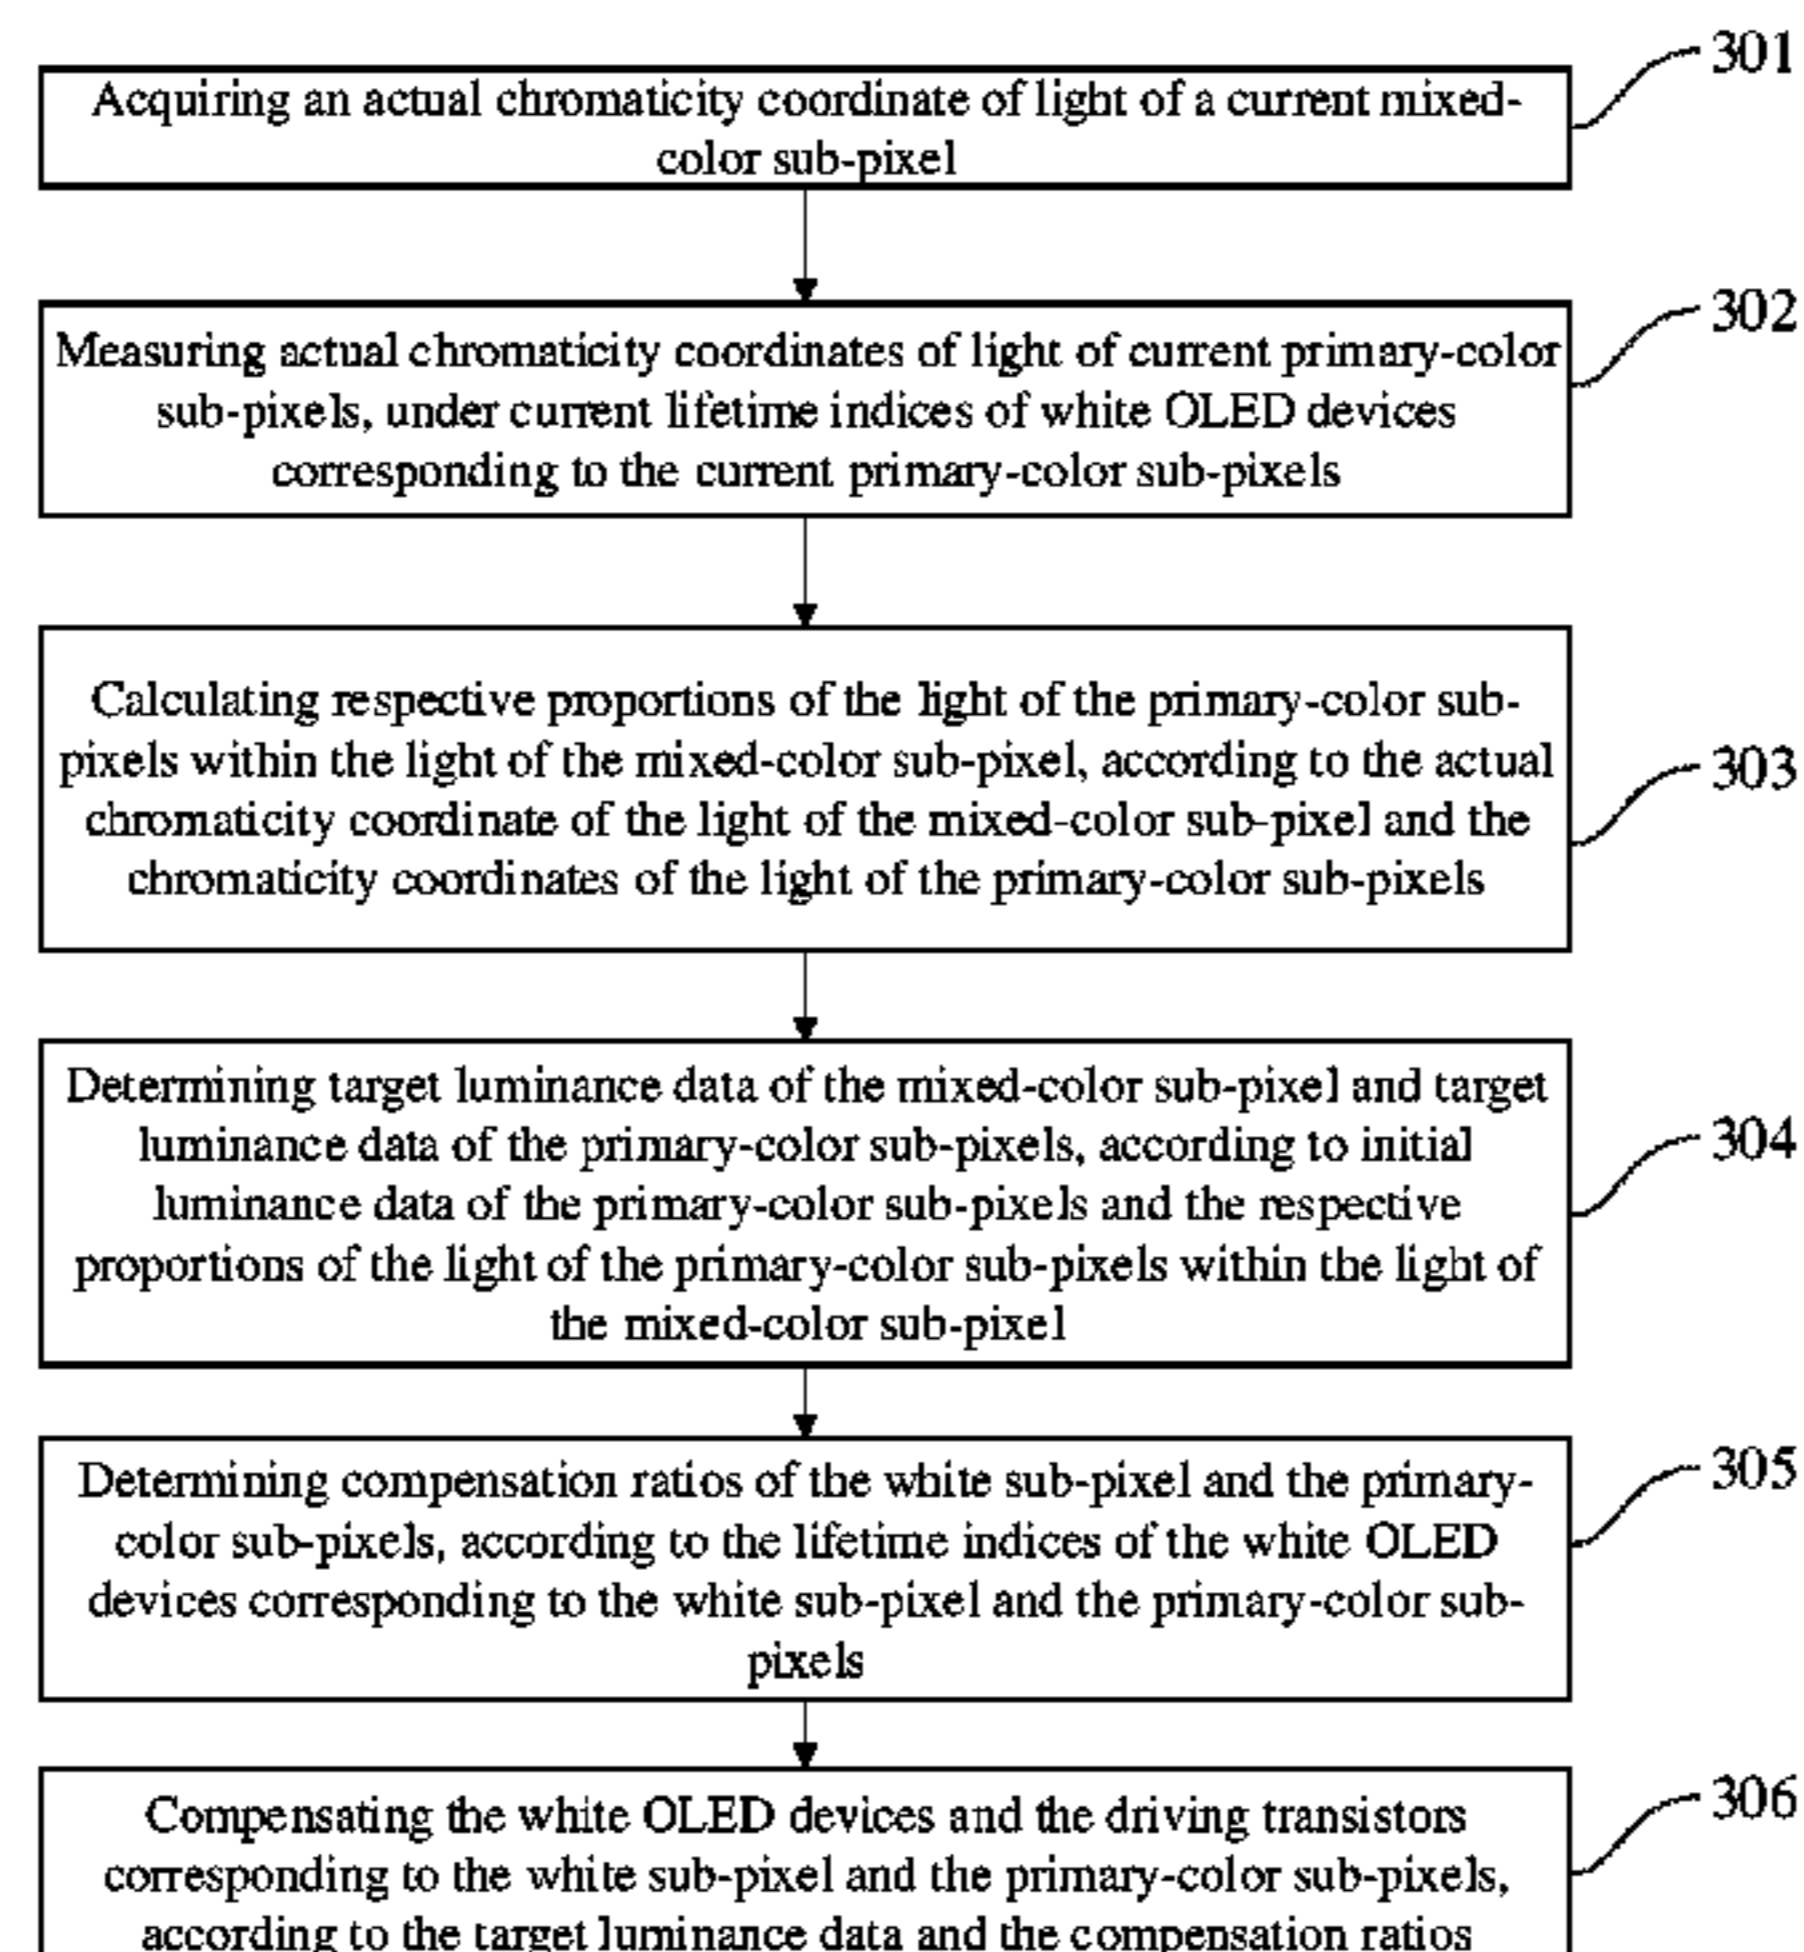 301
Acquiring an actual chromaticity coordinate of light of a current mixed-
color sub-pixel
302
Measuring actual chromaticity coordinates of light of current primary-color
sub-pixels, under current lifetime indices of white OLED devices
corresponding to the current primary-color sub-pixels
303
Calculating respective proportions of the light of the primary-color sub-
pixels within the light of the mixed-color sub-pixel, according to the actual
chromaticity coordinate of the light of the mixed-color sub-pixel and the
chromaticity coordinates of the light of the primary-color sub-pixels
304
Determining target luminance data of the mixed-color sub-pixel and target
luminance data of the primary-color sub-pixels, according to initial
luminance data of the primary-color sub-pixels and the respective
proportions of the light of the primary-color sub-pixels within the light of
the mixed-color sub-pixel
305
Determining compensation ratios of the white sub-pixel and the primary-
color sub-pixels, according to the lifetime indices of the white OLED
devices corresponding to the white sub-pixel and the primary-color sub-
pixels
306
Compensating the white OLED devices and the driving transistors
corresponding to the white sub-pixel and the primary-color sub-pixels,
according to the target luminance data and the compensation ratios